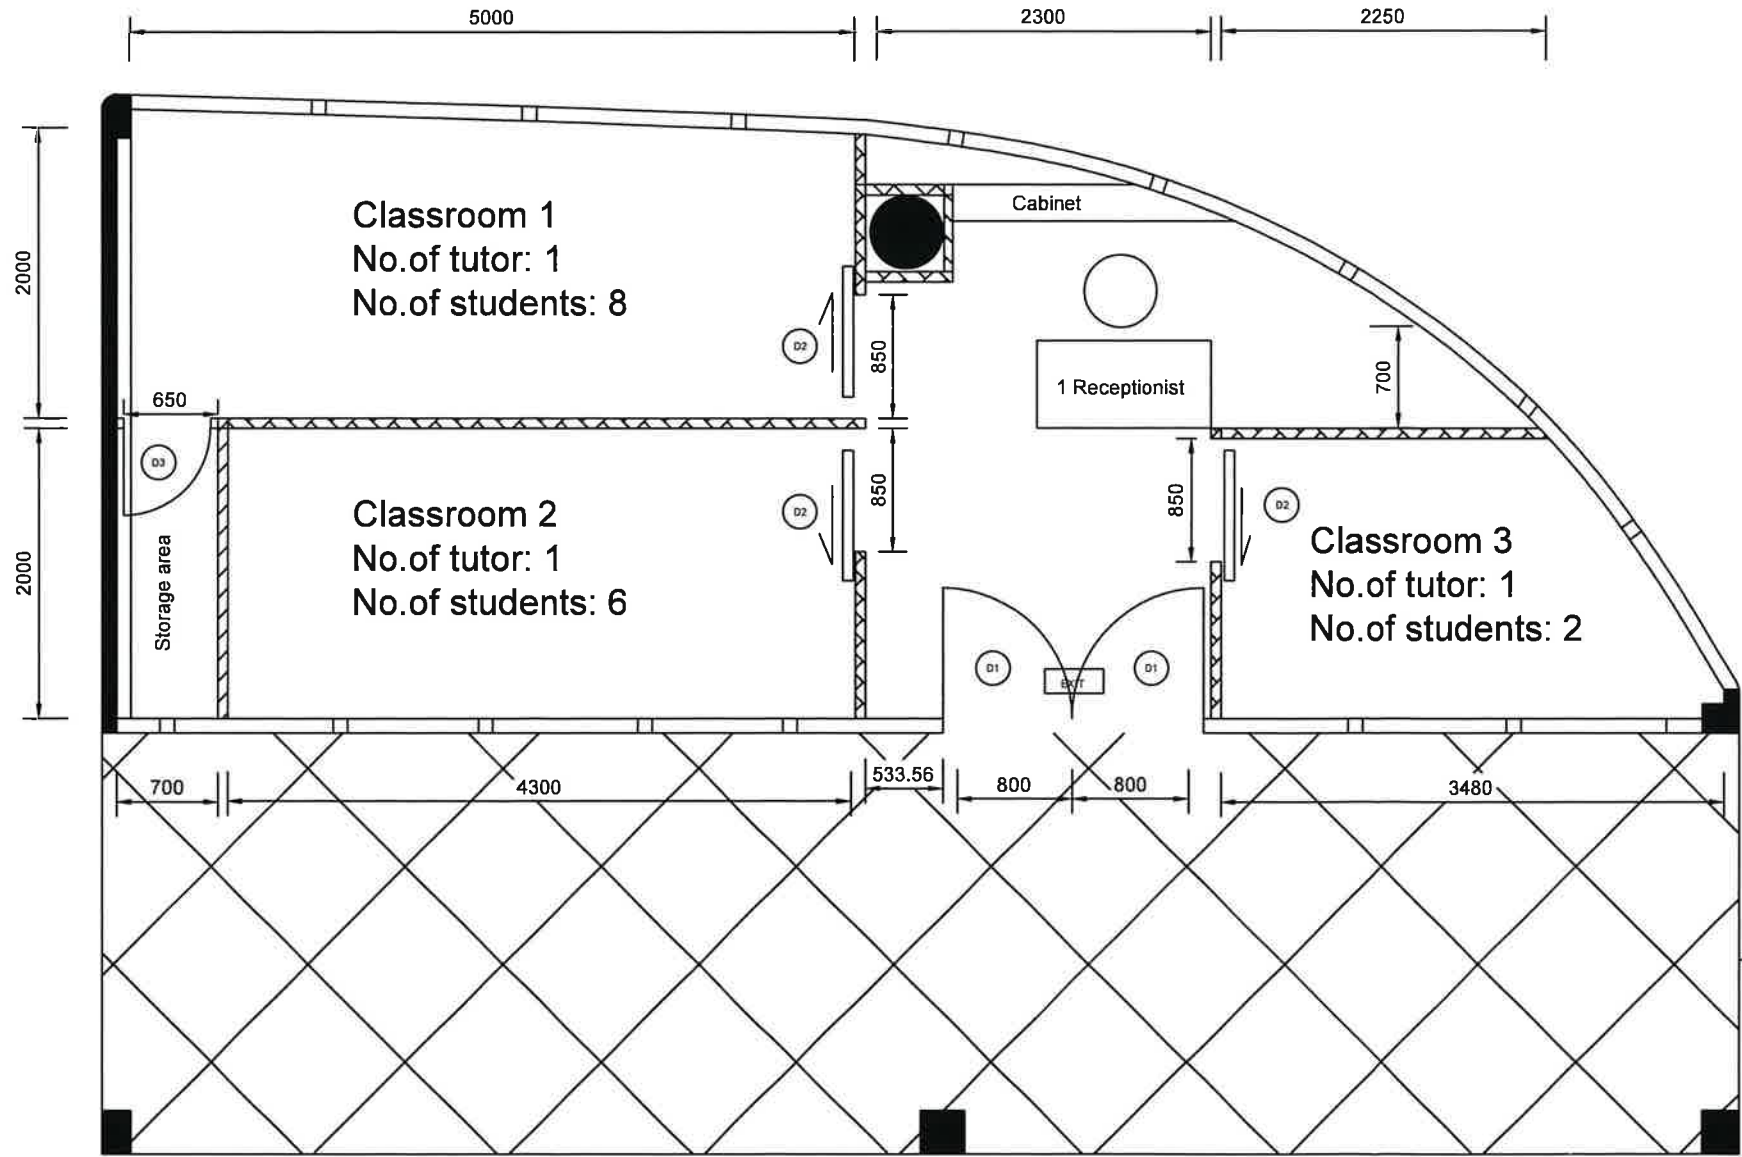 5000
2300
2250
Classroom 1
No.of tutor: 1
No.of students: 8
Cabinet
2000
D2
850
1 Receptionist
700
650
D3
Storage area
2000
Classroom 2
No.of tutor: 1
No.of students: 6
D2
850
850
D2
Classroom 3
No.of tutor: 1
No.of students: 2
D1
EXIT
D1
700
4300
533.56
800
800
3480